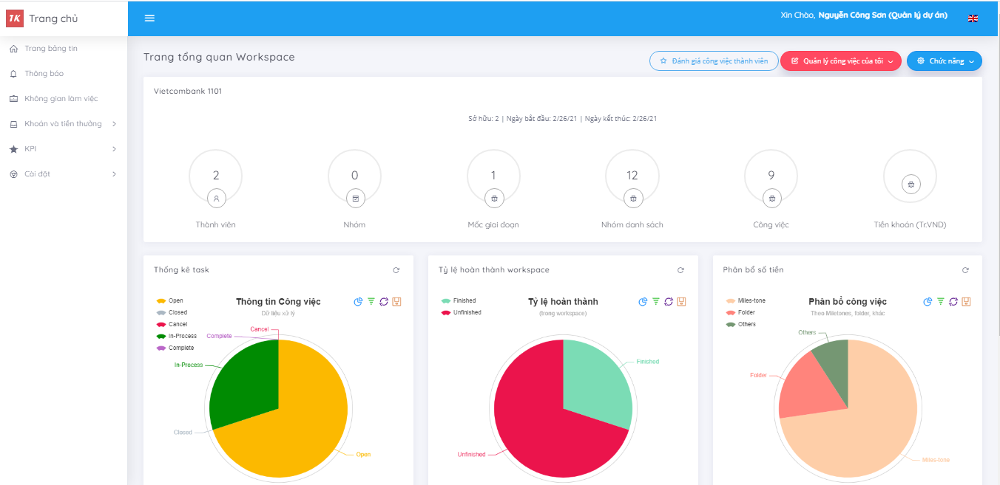 TK Trang chủ
Xin Chào, Nguyễn Công Sơn (Quản lý dự án)
Trang bảng tin
Thông báo
Không gian làm việc
Khoán và tiền thưởng
KPI
Cài đặt
Trang tổng quan Workspace
Đánh giá công việc thành viên
Quản lý công việc của tôi
Chức năng
Vietcombank 1101
Sở hữu: 2 | Ngày bắt đầu: 2/26/21 | Ngày kết thúc: 2/26/21
2
0
1
12
9
Thành viên
Nhóm
Mốc giai đoạn
Nhóm danh sách
Công việc
Tiền khoán (Tr.VND)
Thống kê task
Open
Closed
Cancel
In-Process
Complete
Thông tin Công việc
Dữ liệu xử lý
Cancel
Complete
In-Process
Closed
Open
Tỷ lệ hoàn thành workspace
Finished
Unfinished
Tỷ lệ hoàn thành
(trong workspace)
Finished
Unfinished
Phân bổ số tiền
Miles-tone
Folder
Others
Phân bổ công việc
Theo Miletones, folder, khác
Others
Folder
Miles-tone